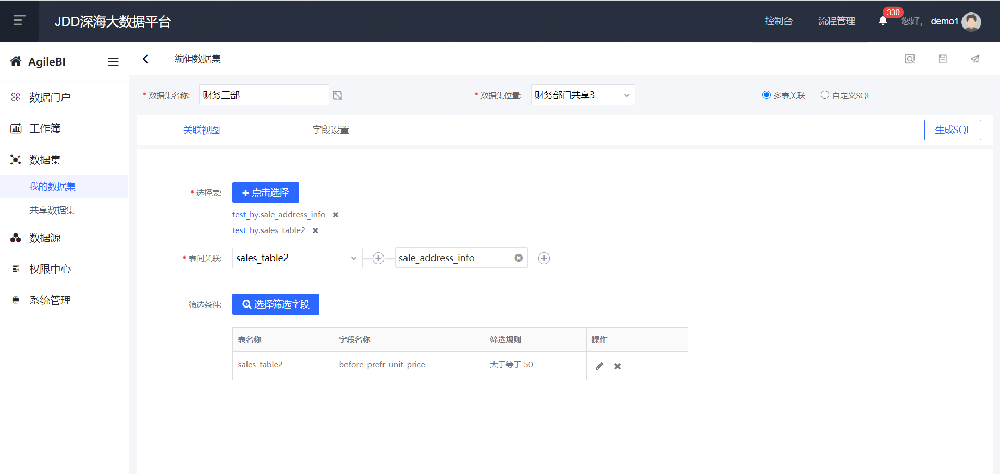 JDD深海大数据平台
控制台
流程管理
330
您好,
demo1
AgileBI
编辑数据集
数据门户
工作簿
数据集
我的数据集
共享数据集
数据源
权限中心
系统管理
* 数据集名称: 财务三部
* 数据集位置: 财务部门共享3
多表关联
自定义SQL
关联视图
字段设置
生成SQL
* 选择表: 点击选择
test_hy.sale_address_info
test_hy.sales_table2
* 表间关联: sales_table2 sale_address_info
筛选条件: 选择筛选字段
表名称 字段名称 筛选规则 操作
sales_table2 before_prefr_unit_price 大于等于 50